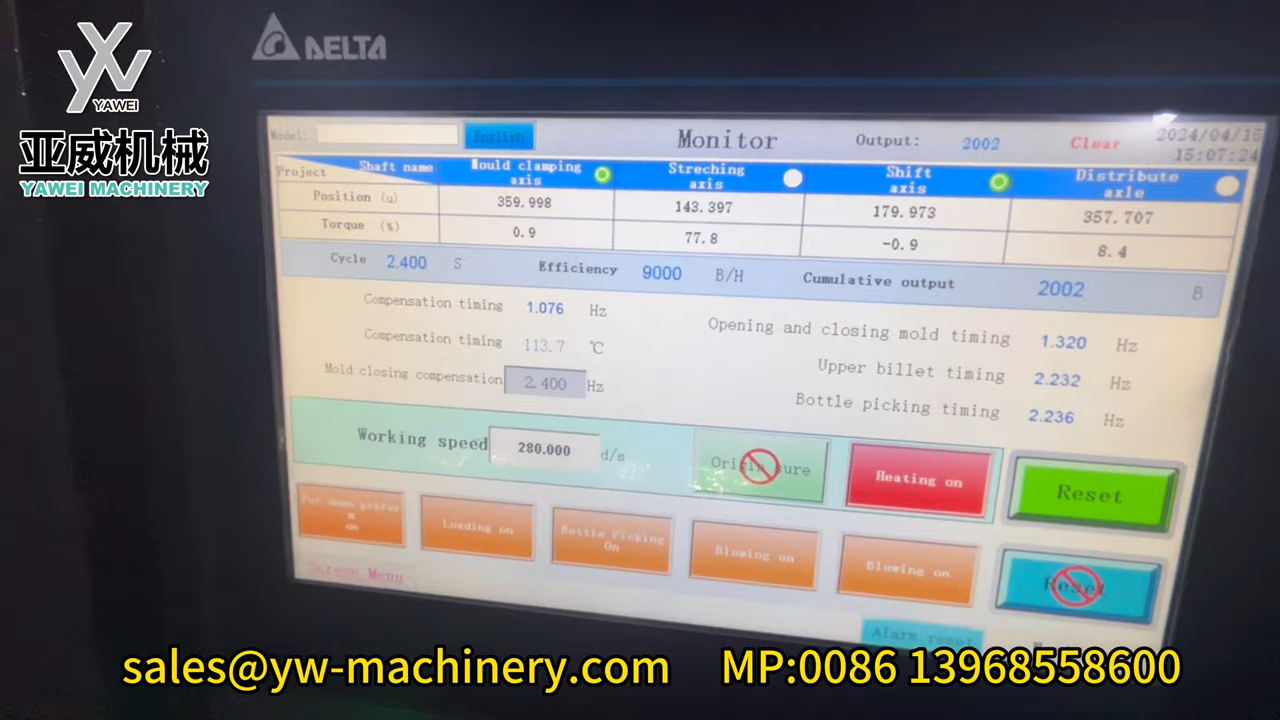 YAWEI
亚威机械
YAWEI MACHINERY
DELTA
Model:
English
Monitor
Output: 2002
Clear
2024/04/15
15:07:24
Project
Shaft name
Mould clamping axis
Streching axis
Shift axis
Distribute axle
Position (u) 359.998 143.397 179.973 357.707
Torque (%) 0.9 77.8 -0.9 8.4
Cycle 2.400 S Efficiency 9000 B/H Cumulative output 2002 B
Compensation timing 1.076 Hz
Compensation timing 113.7 ℃
Mold closing compensation 2.400 Hz
Opening and closing mold timing 1.320 Hz
Upper billet timing 2.232 Hz
Bottle picking timing 2.236 Hz
Working speed 280.000 d/s
Heating on
Reset
Loading on
Bottle Picking On
Blowing on
Blowing on
Reset
Screen Menu
Alarm reset
sales@yw-machinery.com MP:0086 13968558600